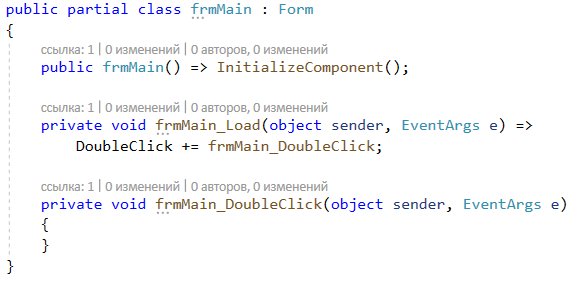 public partial class frmMain : Form
{
ссылка: 1 | 0 изменений | 0 авторов, 0 изменений
public frmMain() => InitializeComponent();
ссылка: 1 | 0 изменений | 0 авторов, 0 изменений
private void frmMain_Load(object sender, EventArgs e) =>
DoubleClick += frmMain_DoubleClick;
ссылка: 1 | 0 изменений | 0 авторов, 0 изменений
private void frmMain_DoubleClick(object sender, EventArgs e)
{
}
}